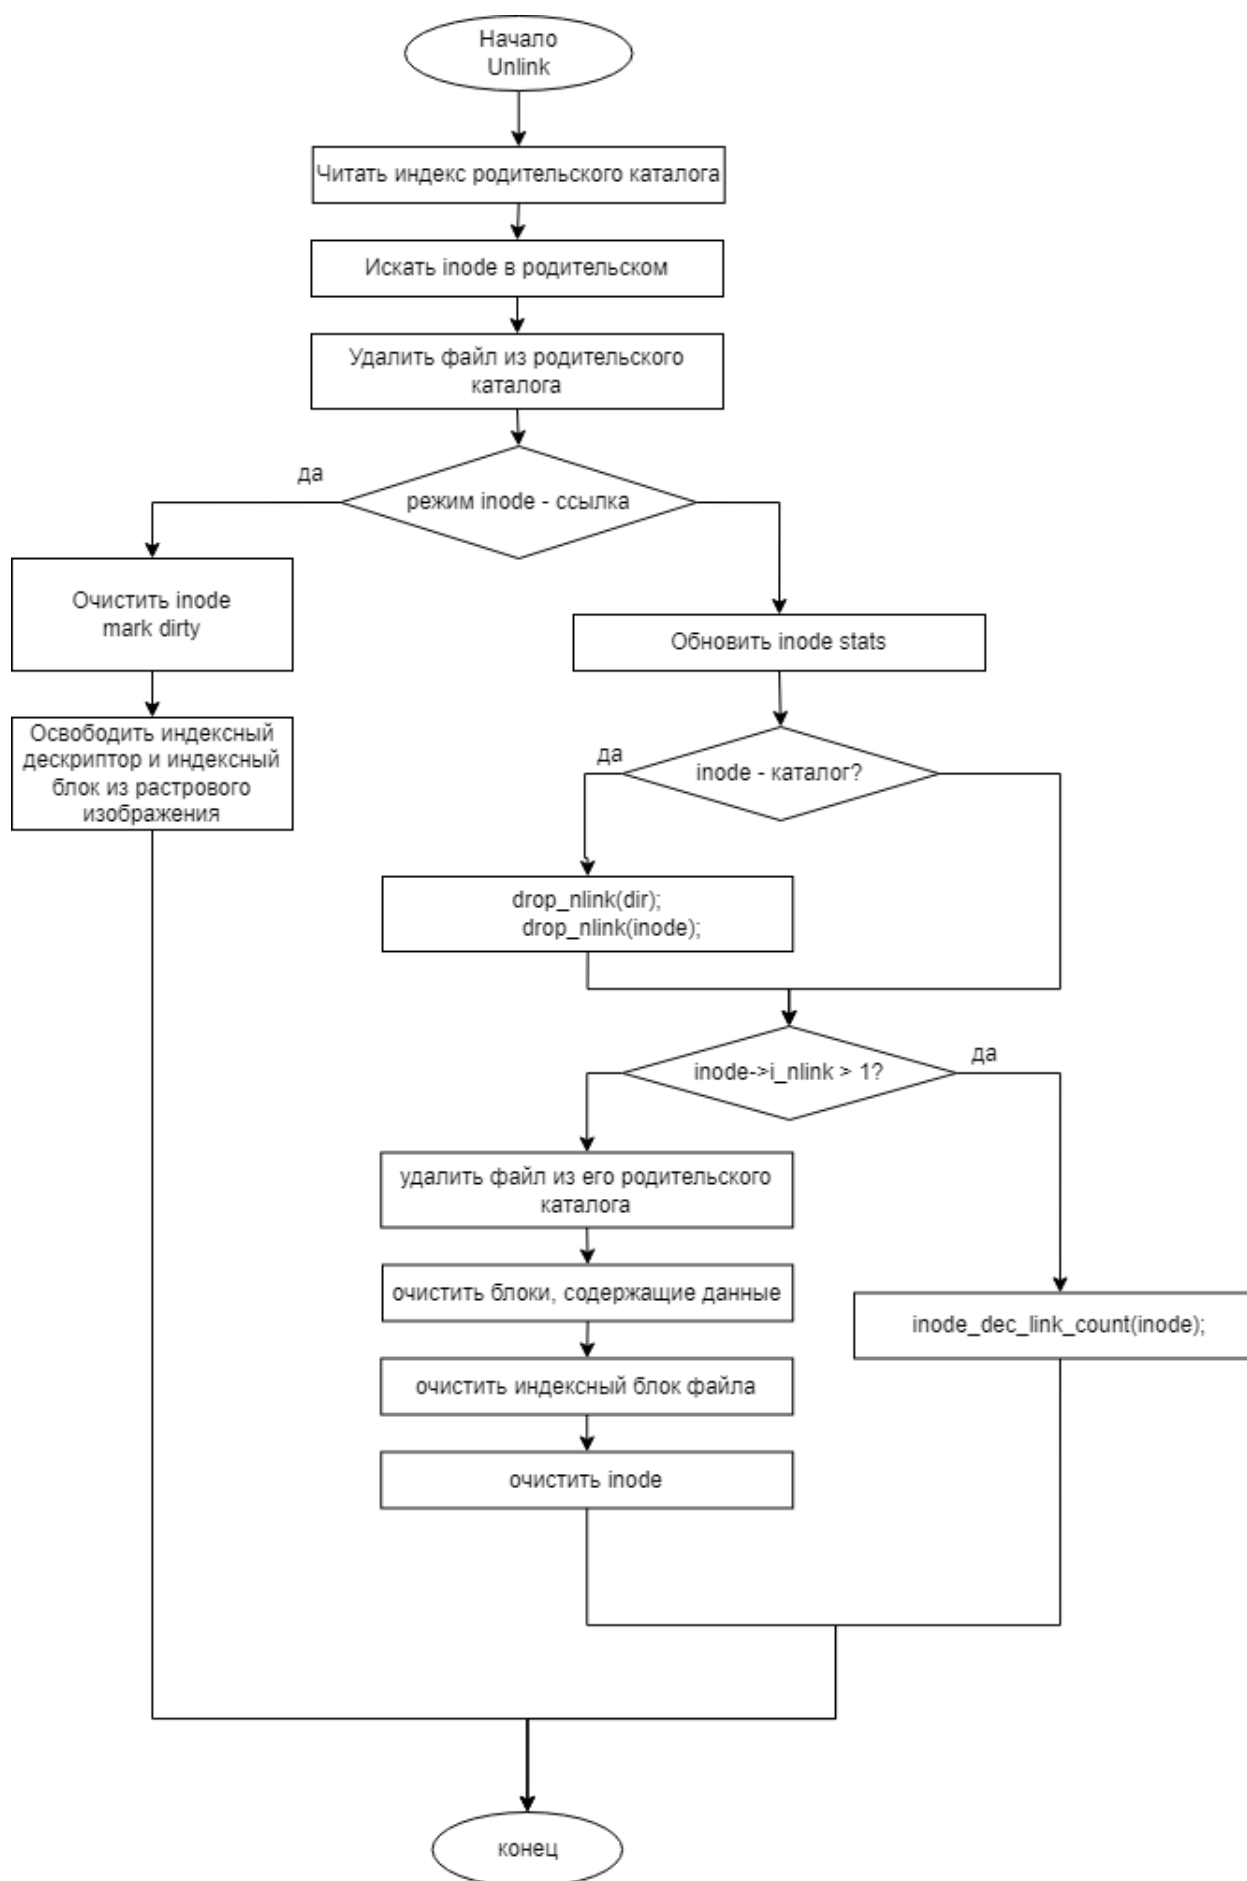 Начало
Unlink
Читать индекс родительского каталога
Искать inode в родительском
Удалить файл из родительского
каталога
да
режим inode - ссылка
Очистить inode
mark dirty
Обновить inode stats
Освободить индексный
дескриптор и индексный
блок из растрового
изображения
да
inode - каталог?
drop_nlink(dir);
drop_nlink(inode);
inode->i_nlink > 1?
да
удалить файл из его родительского
каталога
очистить блоки, содержащие данные
inode_dec_link_count(inode);
очистить индексный блок файла
очистить inode
конец